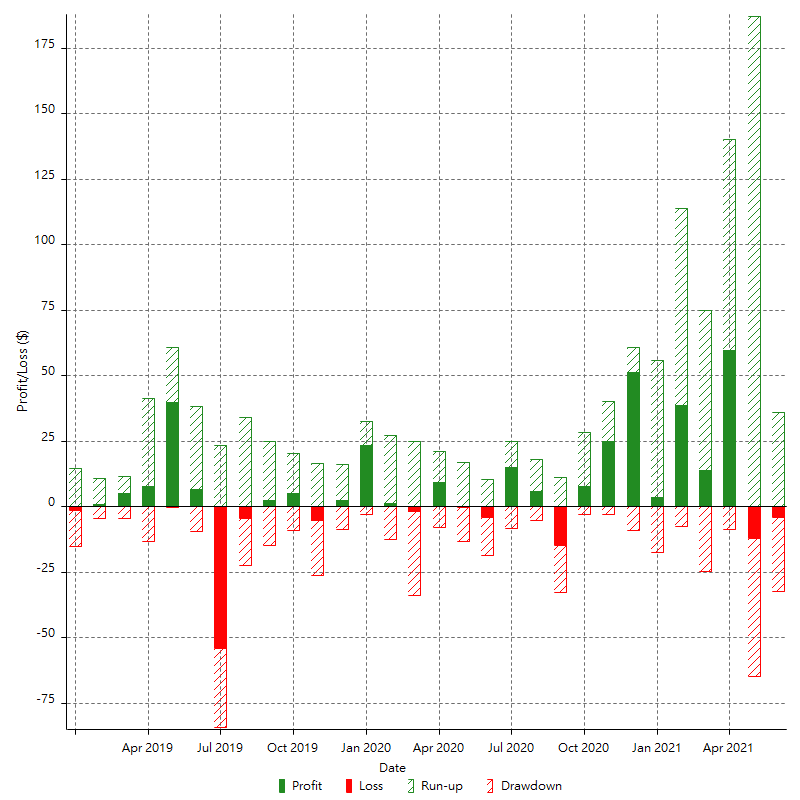 175
150
125
100
75
50
25
0
-25
-50
-75
Profit/Loss ($)
Apr 2019 Jul 2019 Oct 2019 Jan 2020 Apr 2020 Jul 2020 Oct 2020 Jan 2021 Apr 2021
Date
Profit Loss Run-up Drawdown